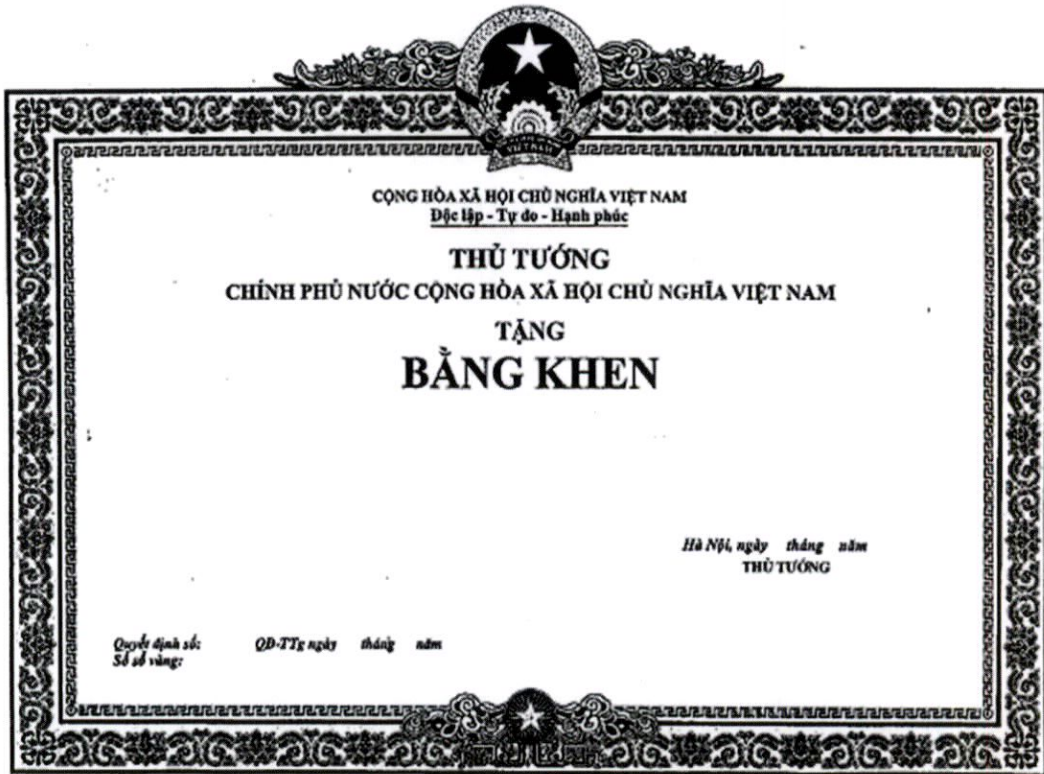 VIỆT NAM
CỘNG HÒA XÃ HỘI CHỦ NGHĨA VIỆT NAM
Độc lập - Tự do - Hạnh phúc
THỦ TƯỚNG
CHÍNH PHỦ NƯỚC CỘNG HÒA XÃ HỘI CHỦ NGHĨA VIỆT NAM
TẶNG
BẰNG KHEN
Hà Nội, ngày tháng năm
THỦ TƯỚNG
Quyết định số: QĐ-TTg ngày tháng năm
Số sổ vàng: